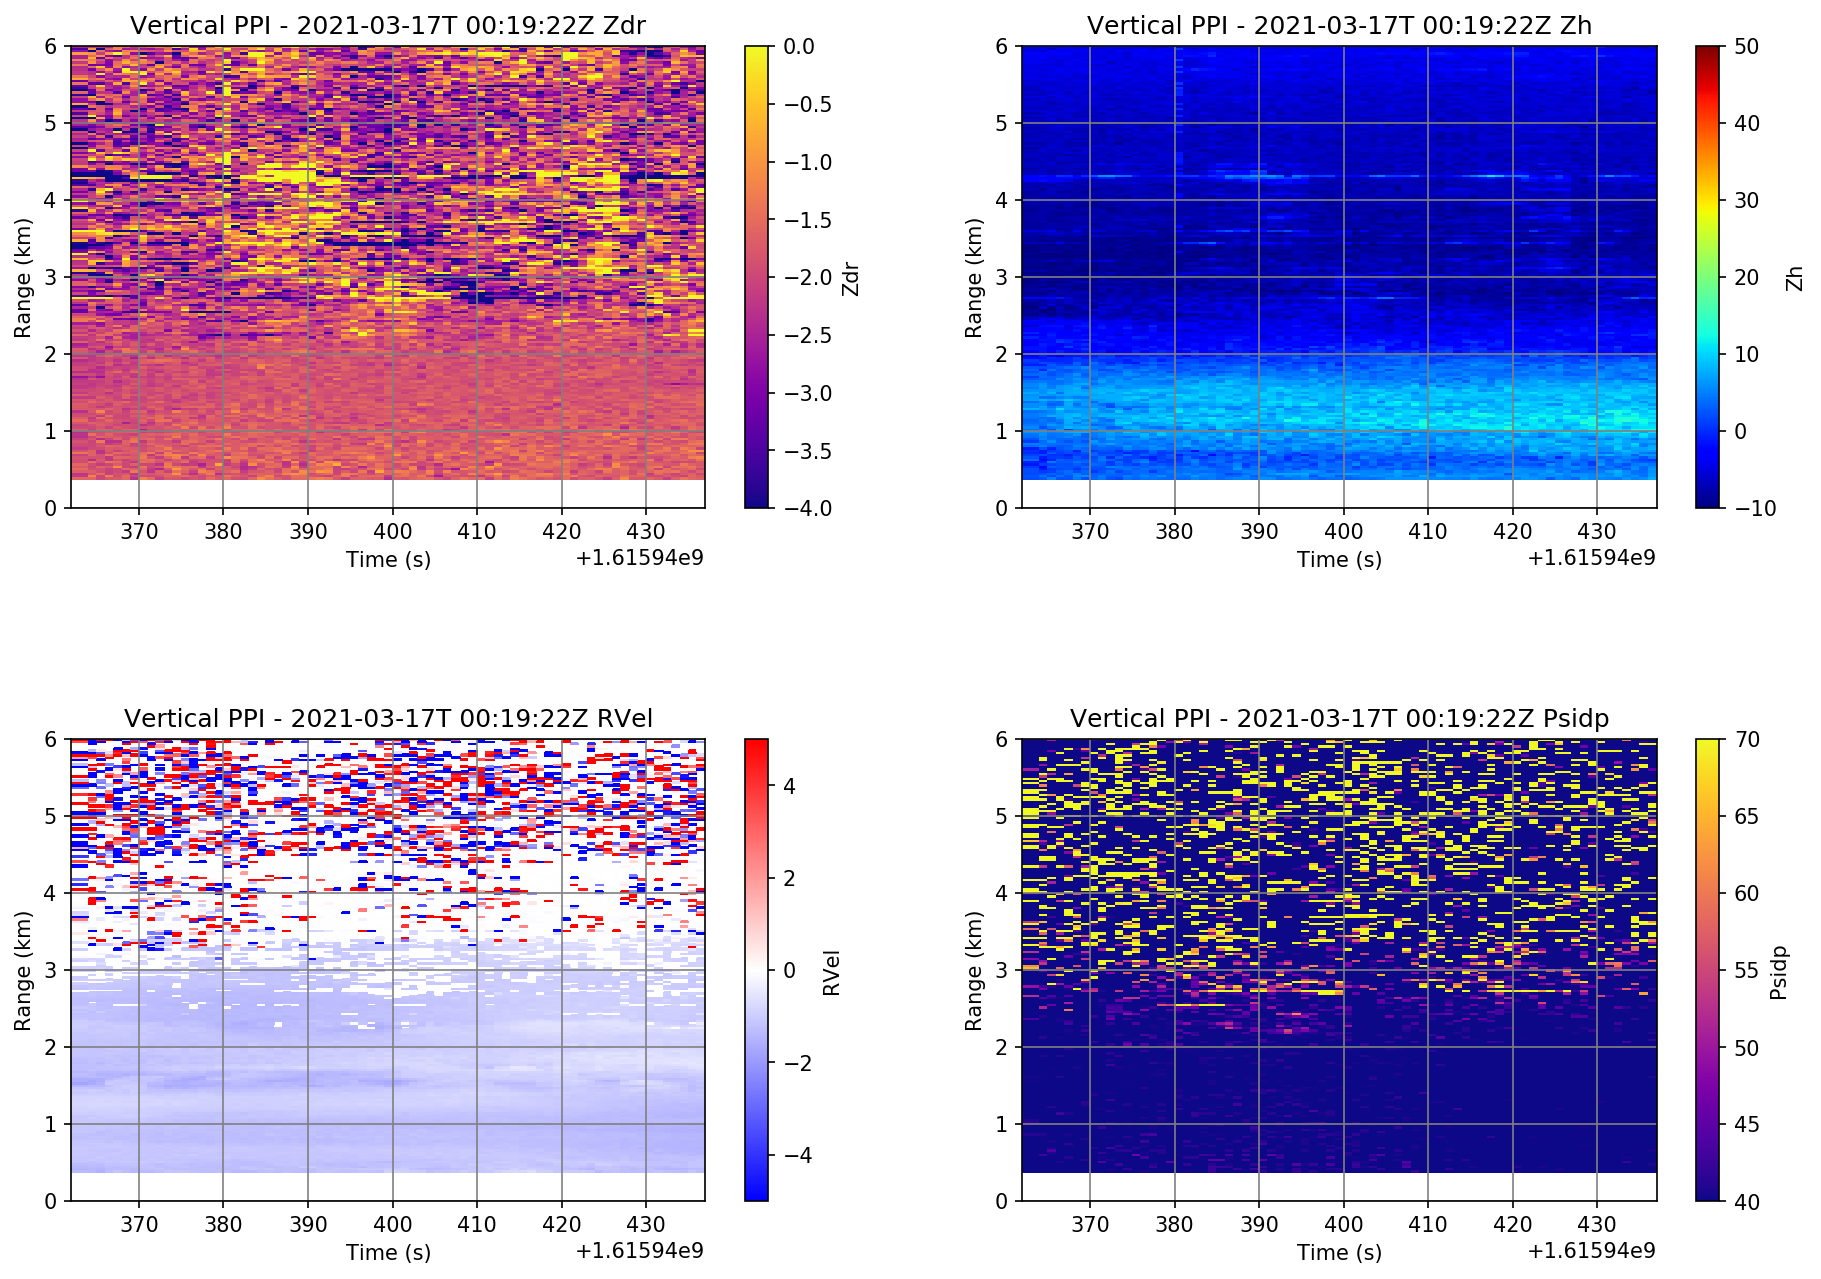 Vertical PPI - 2021-03-17T 00:19:22Z Zdr
6
5
4
3
2
1
0
Range (km)
370 380 390 400 410 420 430
Time (s)
+1.61594e9
0.0
−0.5
−1.0
−1.5
−2.0
−2.5
−3.0
−3.5
−4.0
Zdr
Vertical PPI - 2021-03-17T 00:19:22Z Zh
6
5
4
3
2
1
0
Range (km)
370 380 390 400 410 420 430
Time (s)
+1.61594e9
50
40
30
20
10
0
−10
Zh
Vertical PPI - 2021-03-17T 00:19:22Z RVel
6
5
4
3
2
1
0
Range (km)
370 380 390 400 410 420 430
Time (s)
+1.61594e9
4
2
0
−2
−4
RVel
Vertical PPI - 2021-03-17T 00:19:22Z Psidp
6
5
4
3
2
1
0
Range (km)
370 380 390 400 410 420 430
Time (s)
+1.61594e9
70
65
60
55
50
45
40
Psidp